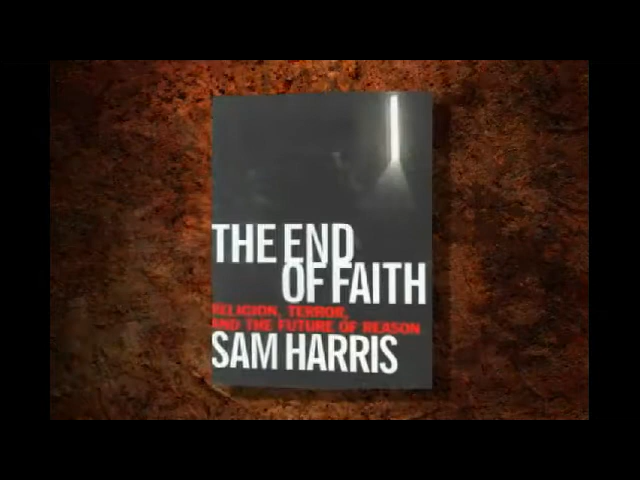 THE END
OF FAITH
RELIGION, TERROR,
AND THE FUTURE OF REASON
SAM HARRIS